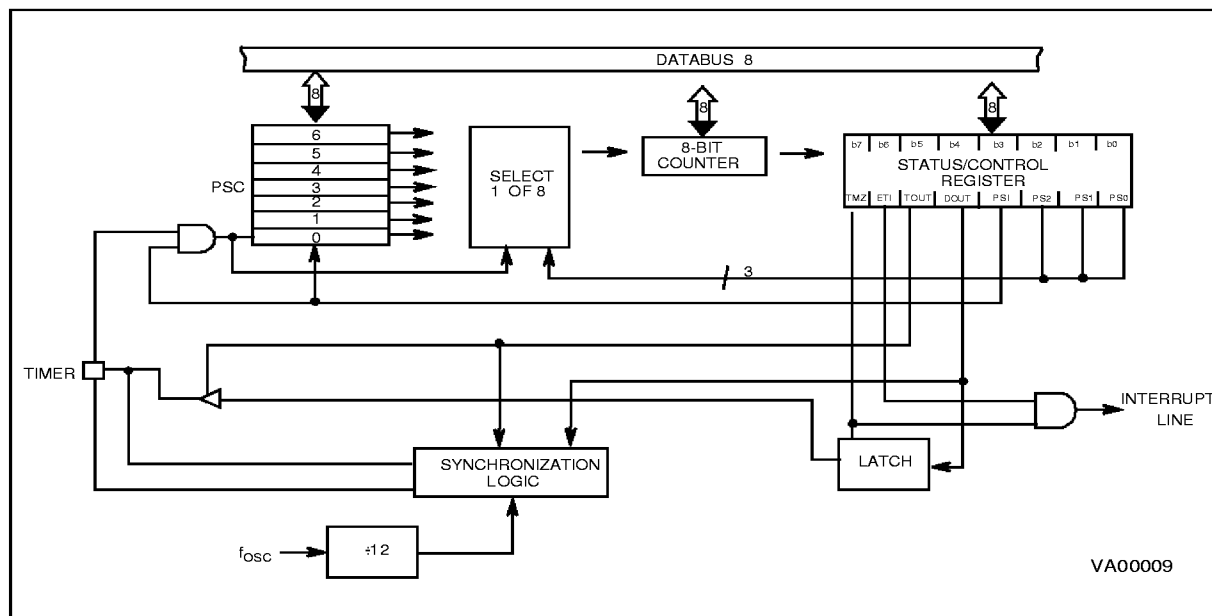 DATABUS 8
8
8
8
6
5
4
3
2
1
0
PSC
SELECT
1 OF 8
8-BIT
COUNTER
b7 b6 b5 b4 b3 b2 b1 b0
STATUS/CONTROL
REGISTER
TMZ ETI TOUT DOUT PSI PS2 PS1 PS0
3
TIMER
INTERRUPT
LINE
SYNCHRONIZATION
LOGIC
LATCH
fosc
÷12
VA00009